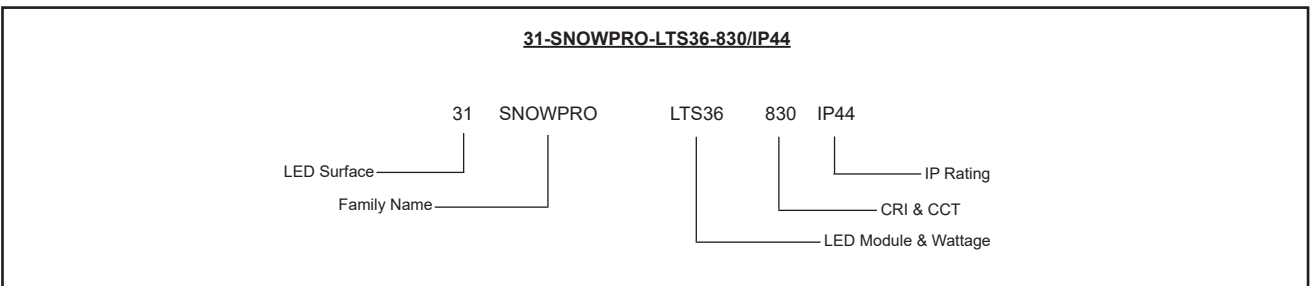 31-SNOWPRO-LTS36-830/IP44
31 SNOWPRO LTS36 830 IP44
LED Surface
IP Rating
Family Name
CRI & CCT
LED Module & Wattage